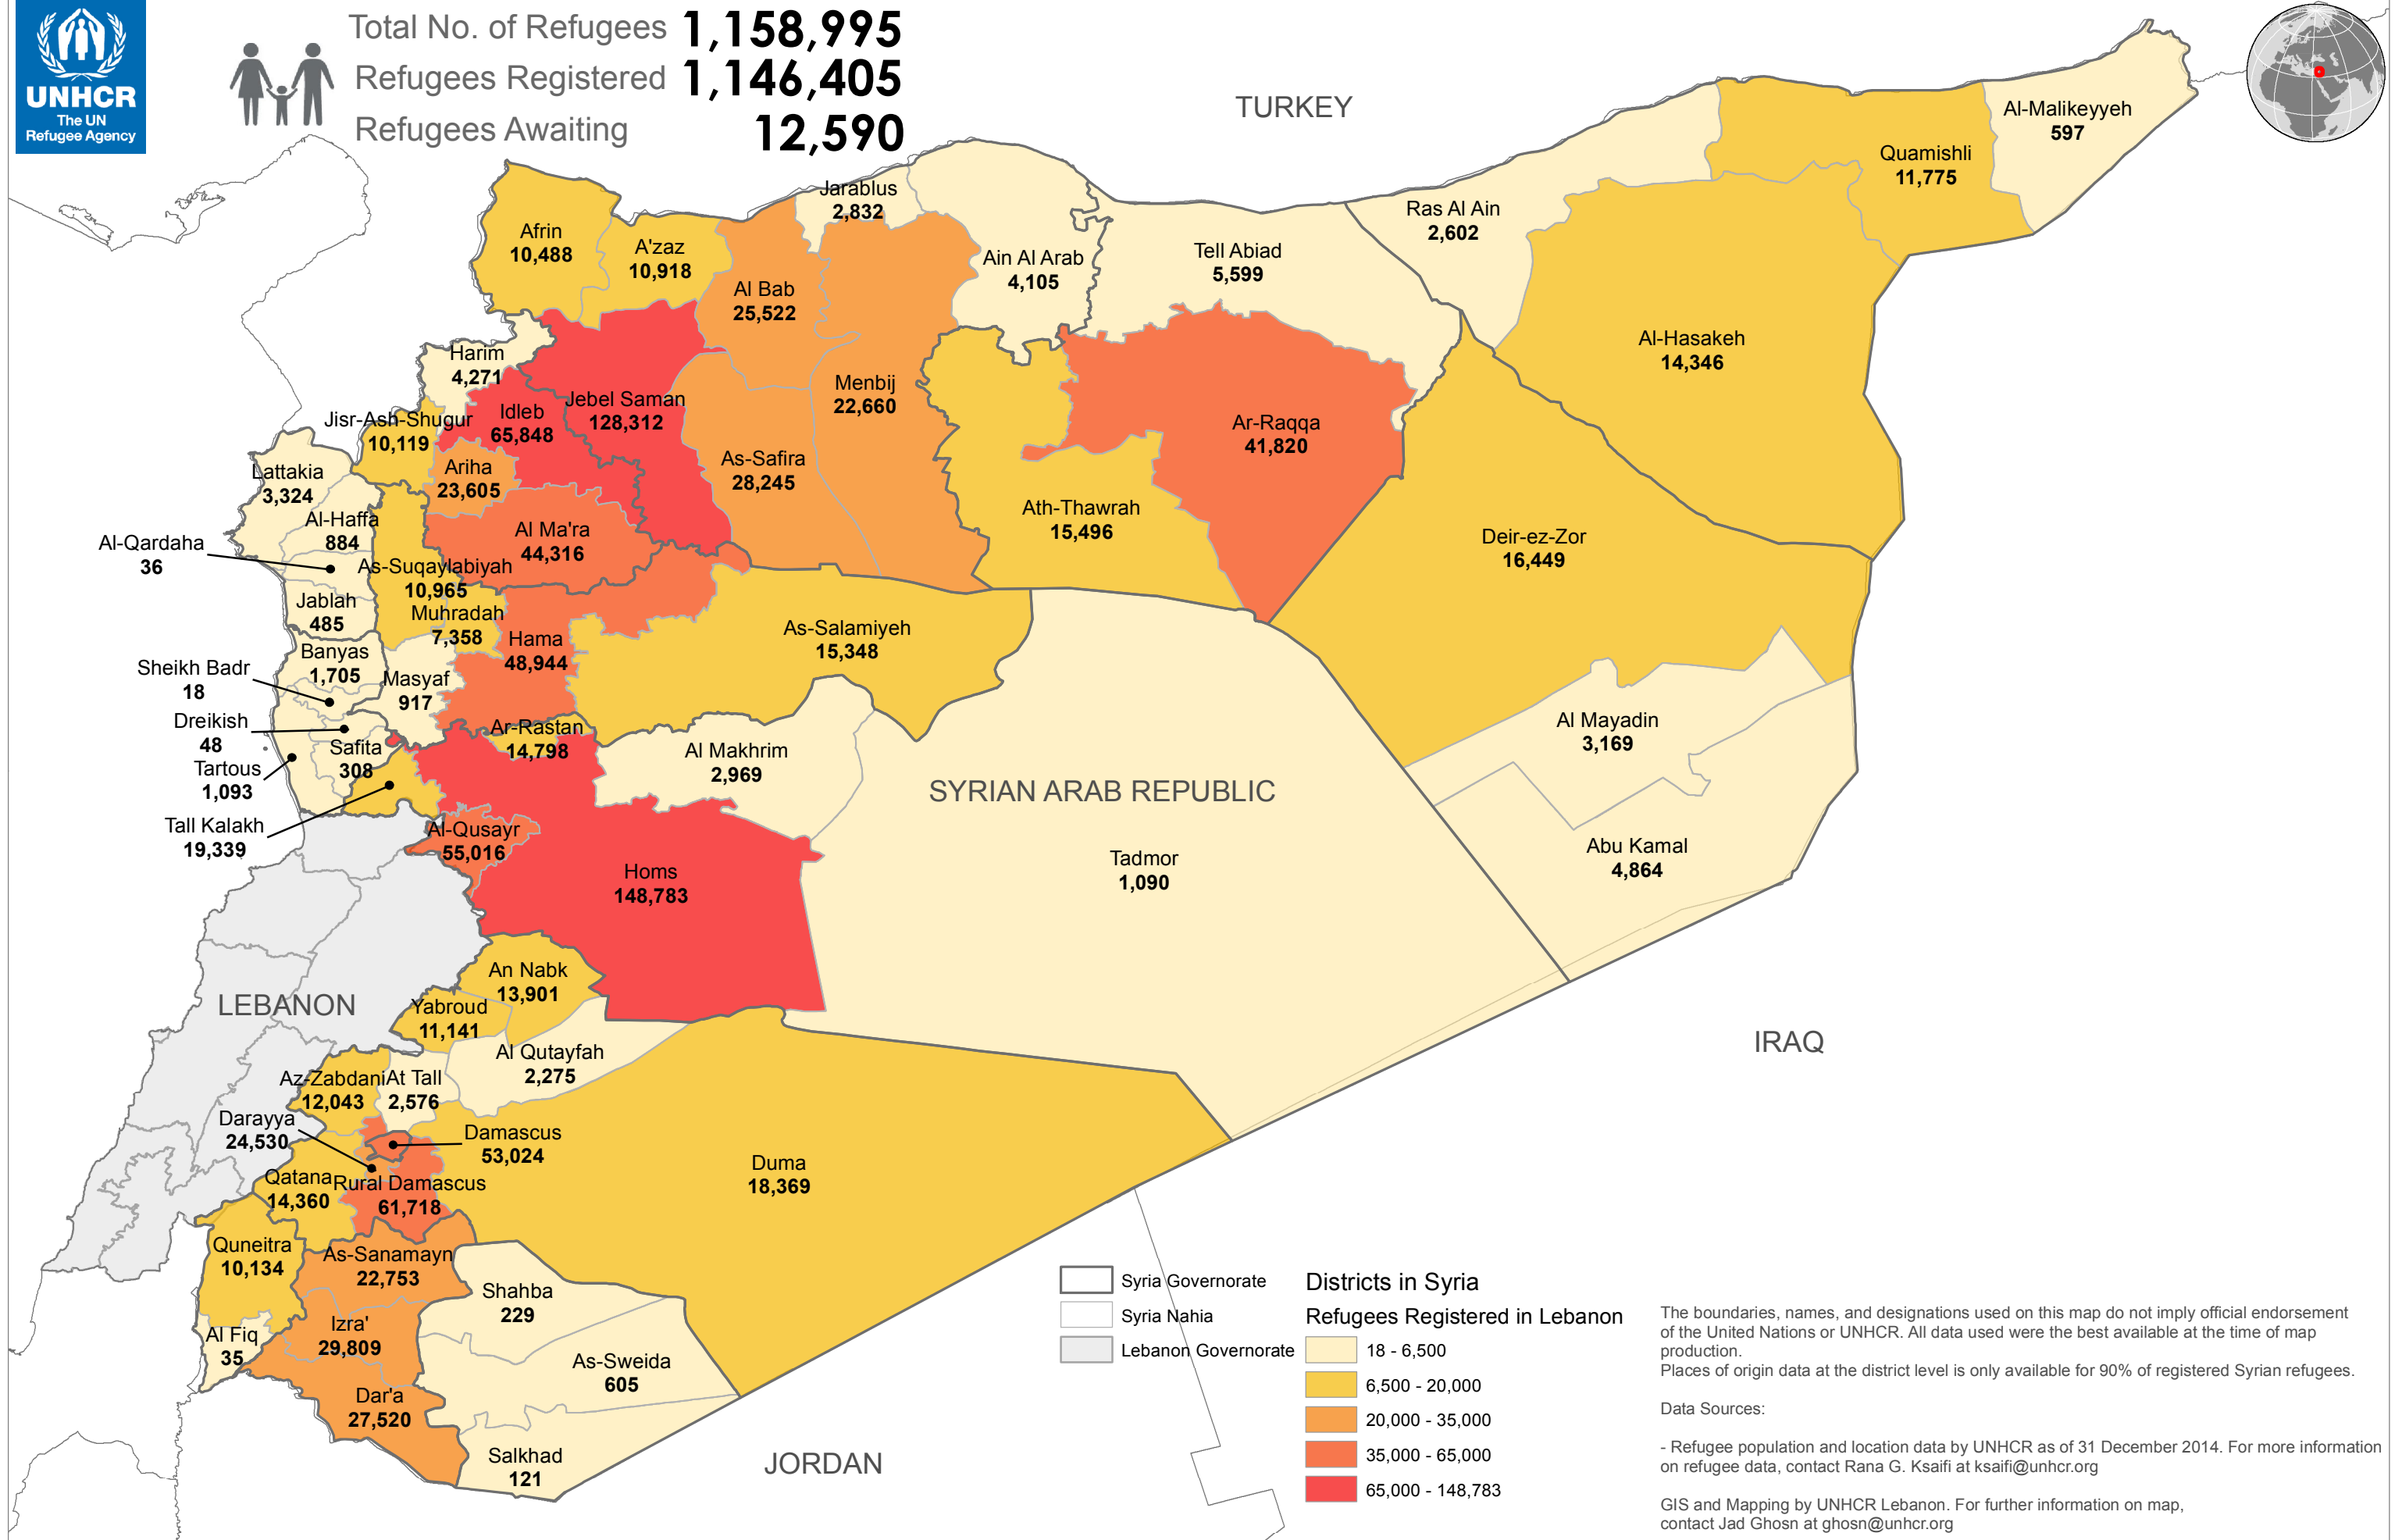 UNHCR
The UN
Refugee Agency
Total No. of Refugees 1,158,995
Refugees Registered 1,146,405
Refugees Awaiting 12,590
TURKEY
Al-Malikeyyeh
597
Quamishli
11,775
Jarablus
2,832
Ras Al Ain
2,602
Afrin
10,488
A'zaz
10,918
Ain Al Arab
4,105
Tell Abiad
5,599
Al Bab
25,522
Al-Hasakeh
14,346
Harim
4,271
Menbij
22,660
Jebel Saman
128,312
Idleb
65,848
Jisr-Ash-Shugur
10,119
Ar-Raqqa
41,820
Ariha
23,605
As-Safira
28,245
Lattakia
3,324
Ath-Thawrah
15,496
Al-Haffa
884
Al Ma'ra
44,316
Deir-ez-Zor
16,449
Al-Qardaha
36
As-Suqaylabiyah
10,965
Jablah
485
Muhradah
7,358
Hama
48,944
As-Salamiyeh
15,348
Banyas
1,705
Sheikh Badr
18
Masyaf
917
Dreikish
48
Ar-Rastan
14,798
Al Mayadin
3,169
Safita
308
Al Makhrim
2,969
Tartous
1,093
SYRIAN ARAB REPUBLIC
Tall Kalakh
19,339
Al-Qusayr
55,016
Abu Kamal
4,864
Tadmor
1,090
Homs
148,783
An Nabk
13,901
LEBANON
Yabroud
11,141
IRAQ
Al Qutayfah
2,275
Az-Zabdani
12,043
At Tall
2,576
Darayya
24,530
Damascus
53,024
Duma
18,369
Qatana
14,360
Rural Damascus
61,718
Quneitra
10,134
As-Sanamayn
22,753
Shahba
229
Al Fiq
35
Izra'
29,809
As-Sweida
605
Dar'a
27,520
Salkhad
121
JORDAN
Syria Governorate
Syria Nahia
Lebanon Governorate
Districts in Syria
Refugees Registered in Lebanon
18 - 6,500
6,500 - 20,000
20,000 - 35,000
35,000 - 65,000
65,000 - 148,783
The boundaries, names, and designations used on this map do not imply official endorsement
of the United Nations or UNHCR. All data used were the best available at the time of map
production.
Places of origin data at the district level is only available for 90% of registered Syrian refugees.
Data Sources:
- Refugee population and location data by UNHCR as of 31 December 2014. For more information
on refugee data, contact Rana G. Ksaifi at ksaifi@unhcr.org
GIS and Mapping by UNHCR Lebanon. For further information on map,
contact Jad Ghosn at ghosn@unhcr.org